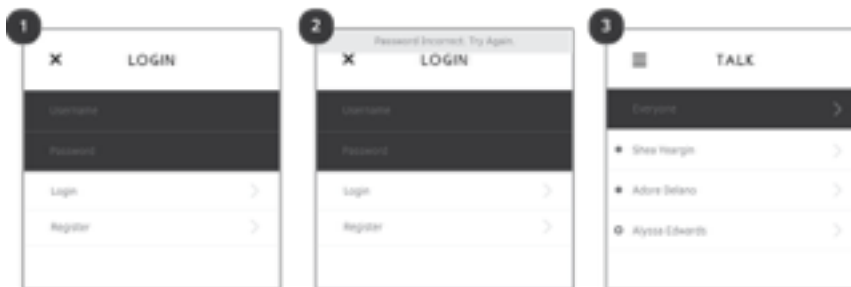 1
× LOGIN
Username
Password
Login
Register
2
Password Incorrect. Try Again.
× LOGIN
Username
Password
Login
Register
3
TALK
Everyone
Shea Yeargin
Adore Delano
Alyssa Edwards